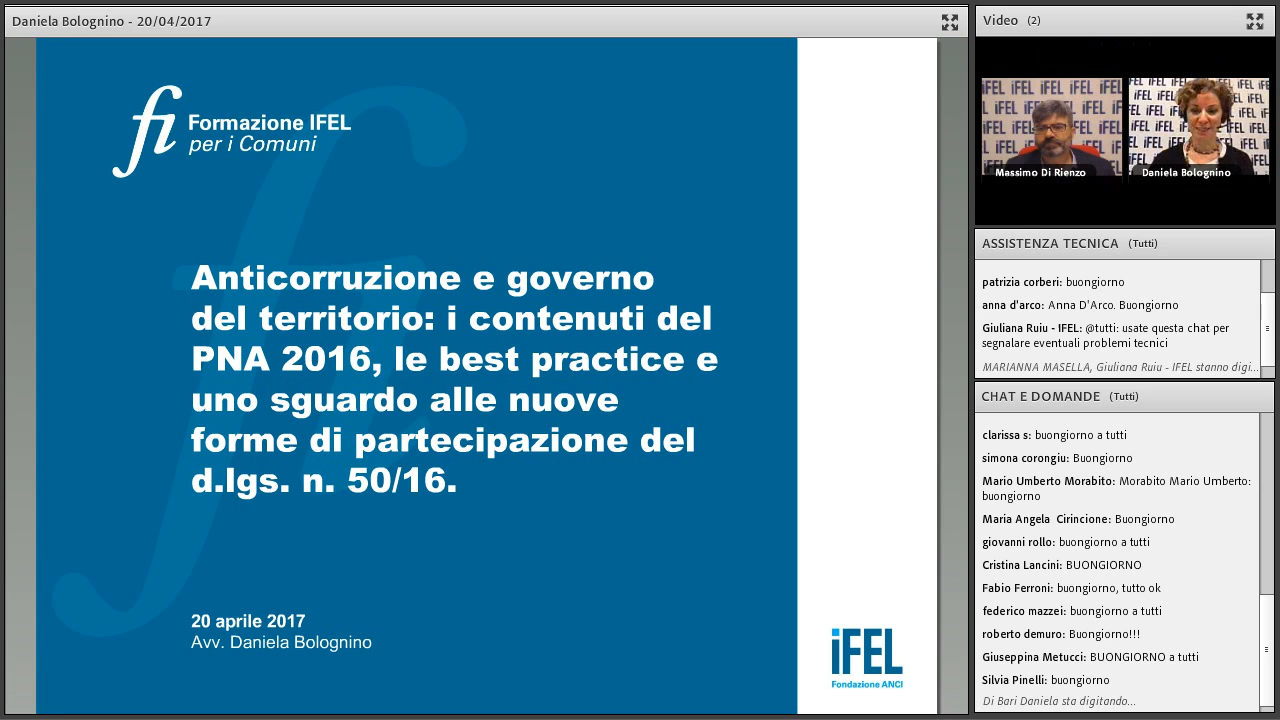 Daniela Bolognino - 20/04/2017
fi
Formazione IFEL
per i Comuni
Anticorruzione e governo
del territorio: i contenuti del
PNA 2016, le best practice e
uno sguardo alle nuove
forme di partecipazione del
d.lgs. n. 50/16.
20 aprile 2017
Avv. Daniela Bolognino
iFEL
Fondazione ANCI
Video (2)
Massimo Di Rienzo
Daniela Bolognino
ASSISTENZA TECNICA (Tutti)
patrizia corberi: buongiorno
anna d'arco: Anna D'Arco. Buongiorno
Giuliana Ruiu - IFEL: @tutti: usate questa chat per
segnalare eventuali problemi tecnici
MARIANNA MASELLA, Giuliana Ruiu - IFEL stanno digi...
CHAT E DOMANDE (Tutti)
clarissa s: buongiorno a tutti
simona corongiu: Buongiorno
Mario Umberto Morabito: Morabito Mario Umberto:
buongiorno
Maria Angela Cirincione: Buongiorno
giovanni rollo: buongiorno a tutti
Cristina Lancini: BUONGIORNO
Fabio Ferroni: buongiorno, tutto ok
federico mazzei: buongiorno a tutti
roberto demuro: Buongiorno!!!
Giuseppina Metucci: BUONGIORNO a tutti
Silvia Pinelli: buongiorno
Di Bari Daniela sta digitando...